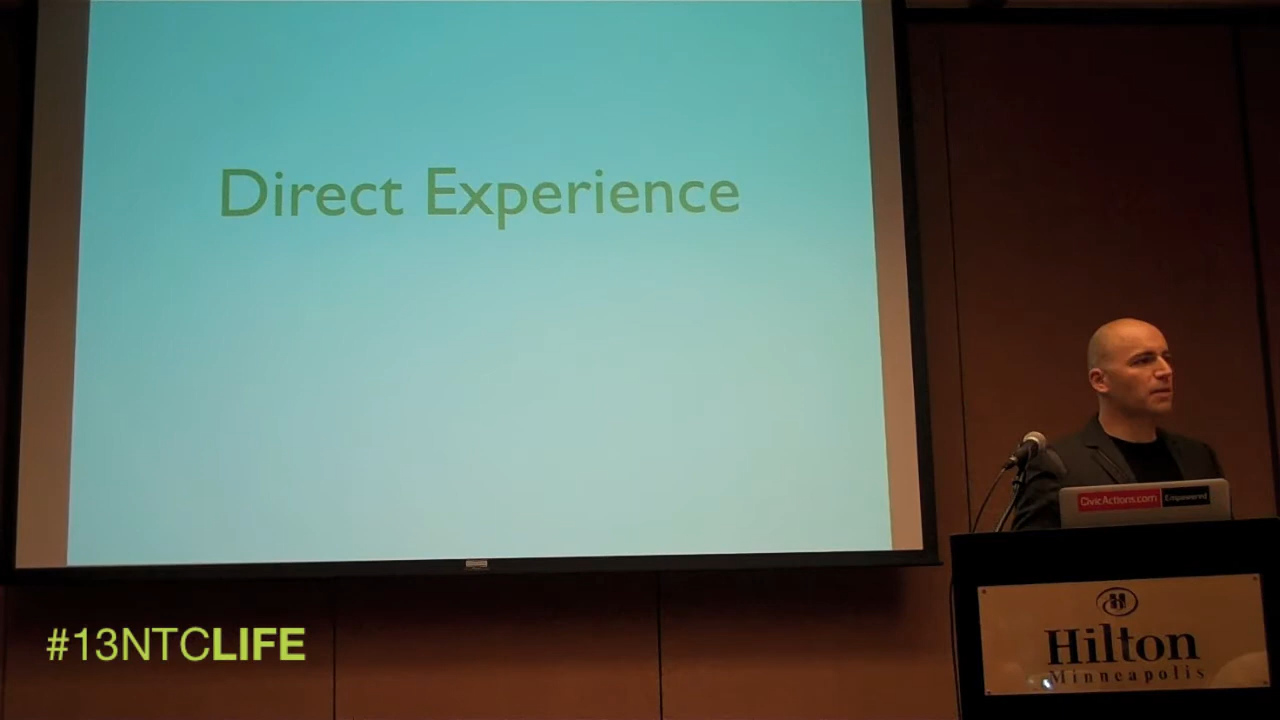 Direct Experience
CivicActions.com Empowered
Hilton
Minneapolis
#13NTCLIFE